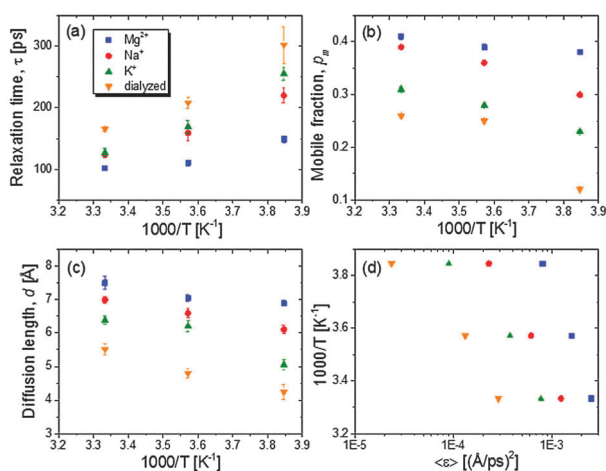 (a)
Mg2+
Na+
K+
dialyzed
Relaxation time, τ [ps]
300
200
100
3.2 3.3 3.4 3.5 3.6 3.7 3.8 3.9
1000/T [K-1]
(b)
Mobile fraction, pm
0.4
0.3
0.2
0.1
3.2 3.3 3.4 3.5 3.6 3.7 3.8 3.9
1000/T [K-1]
(c)
Diffusion length, d [Å]
8
7
6
5
4
3
3.2 3.3 3.4 3.5 3.6 3.7 3.8 3.9
1000/T [K-1]
(d)
1000/T [K-1]
3.8
3.6
3.4
3.2
1E-5 1E-4 1E-3
<ε> [(Å/ps)2]